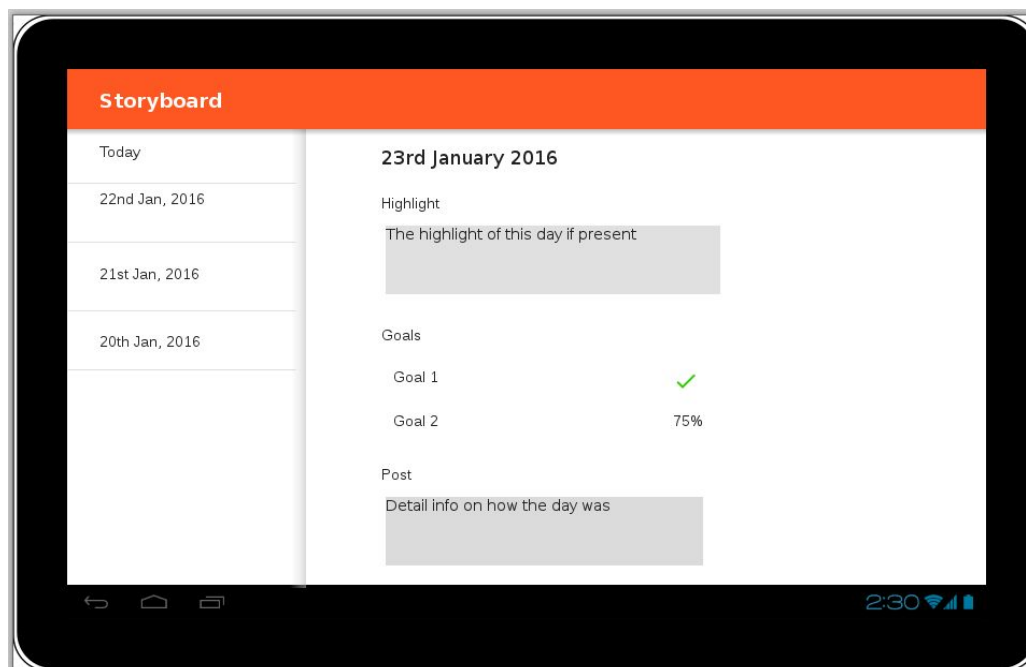 Storyboard
Today
22nd Jan, 2016
21st Jan, 2016
20th Jan, 2016
23rd January 2016
Highlight
The highlight of this day if present
Goals
Goal 1
Goal 2 75%
Post
Detail info on how the day was
2:30